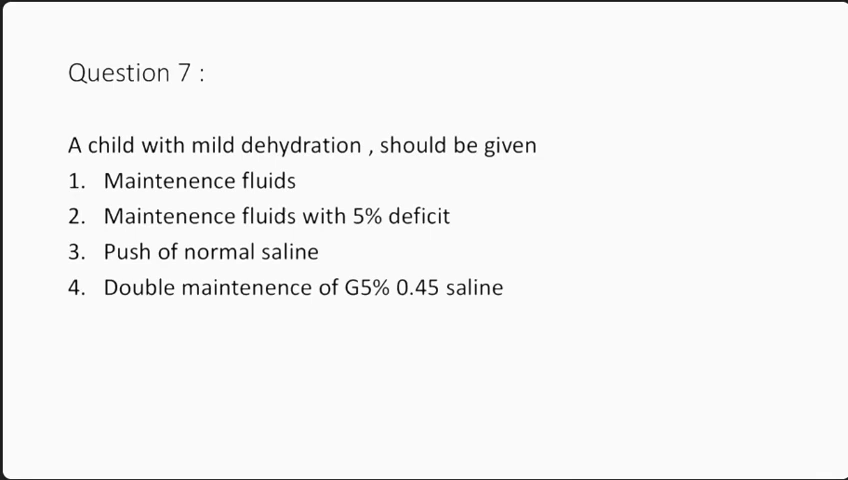 Question 7 :
A child with mild dehydration , should be given
1. Maintenence fluids
2. Maintenence fluids with 5% deficit
3. Push of normal saline
4. Double maintenence of G5% 0.45 saline